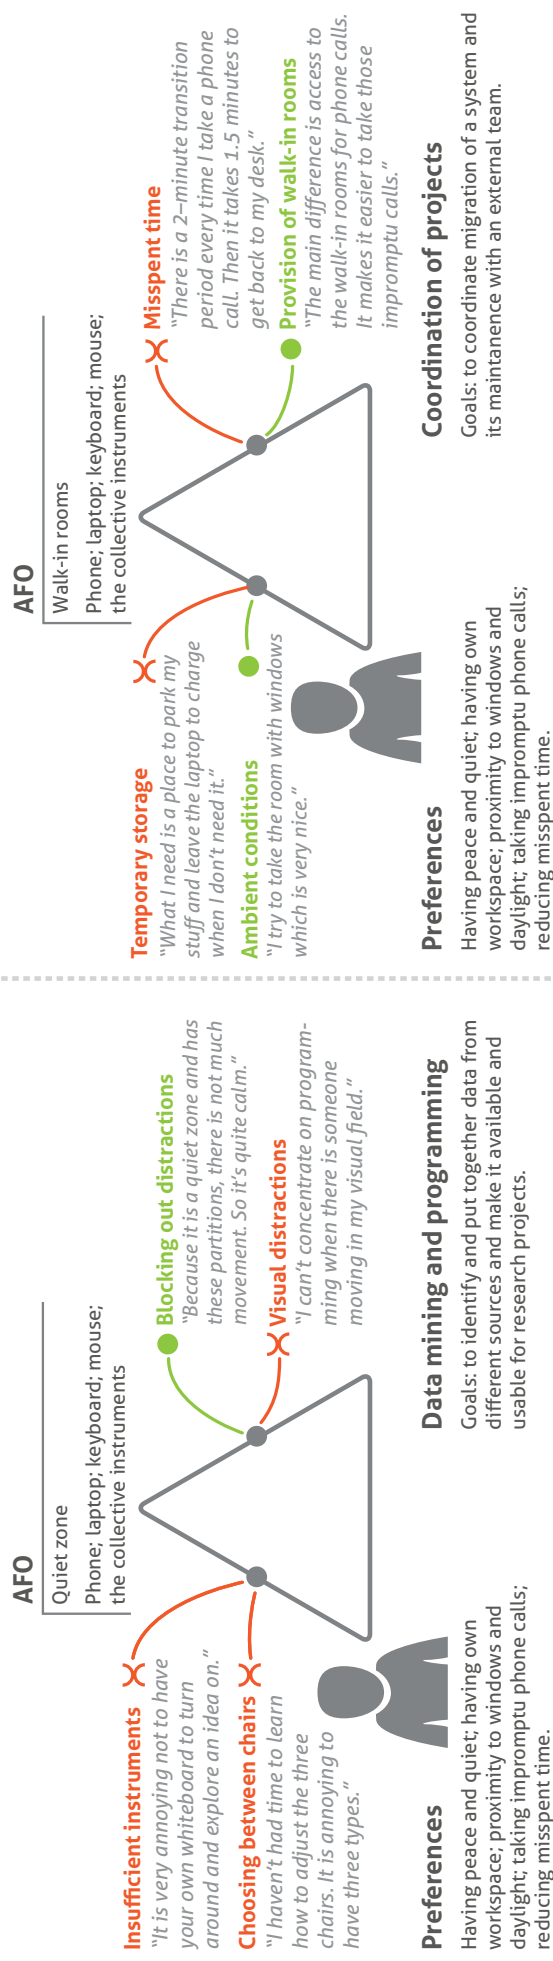 AFO
Quiet zone
Phone; laptop; keyboard; mouse;
the collective instruments
Insufficient instruments
“It is very annoying not to have
your own whiteboard to turn
around and explore an idea on.”
Choosing between chairs
“I haven’t had time to learn
how to adjust the three
chairs. It is annoying to
have three types.”
Blocking out distractions
“Because it is a quiet zone and has
these partitions, there is not much
movement. So it’s quite calm.”
Visual distractions
“I can’t concentrate on program-
ming when there is someone
moving in my visual field.”
Preferences
Having peace and quiet; having own
workspace; proximity to windows and
daylight; taking impromptu phone calls;
reducing misspent time.
Data mining and programming
Goals: to identify and put together data from
different sources and make it available and
usable for research projects.
AFO
Walk-in rooms
Phone; laptop; keyboard; mouse;
the collective instruments
Temporary storage
“What I need is a place to park my
stuff and leave the laptop to charge
when I don’t need it.”
Ambient conditions
“I try to take the room with windows
which is very nice.”
Misspent time
“There is a 2–minute transition
period every time I take a phone
call. Then it takes 1.5 minutes to
get back to my desk.”
Provision of walk-in rooms
“The main difference is access to
the walk-in rooms for phone calls.
It makes it easier to take those
impromptu calls.”
Preferences
Having peace and quiet; having own
workspace; proximity to windows and
daylight; taking impromptu phone calls;
reducing misspent time.
Coordination of projects
Goals: to coordinate migration of a system and
its maintanence with an external team.